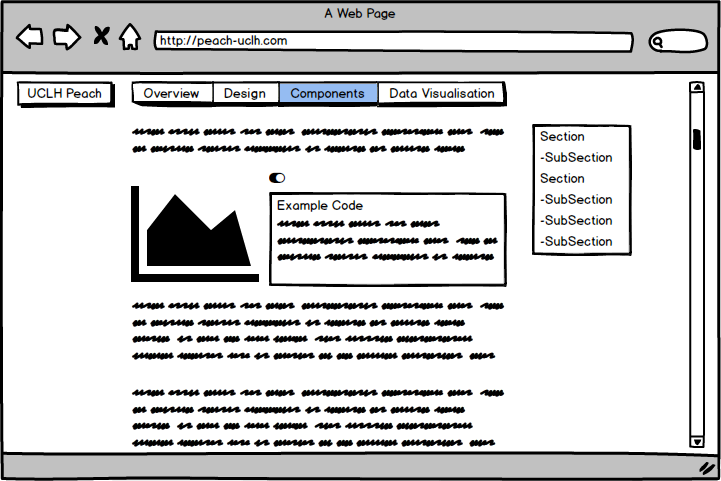 A Web Page
http://peach-uclh.com
UCLH Peach
Overview Design Components Data Visualisation
Section
-SubSection
Section
-SubSection
-SubSection
-SubSection
Example Code